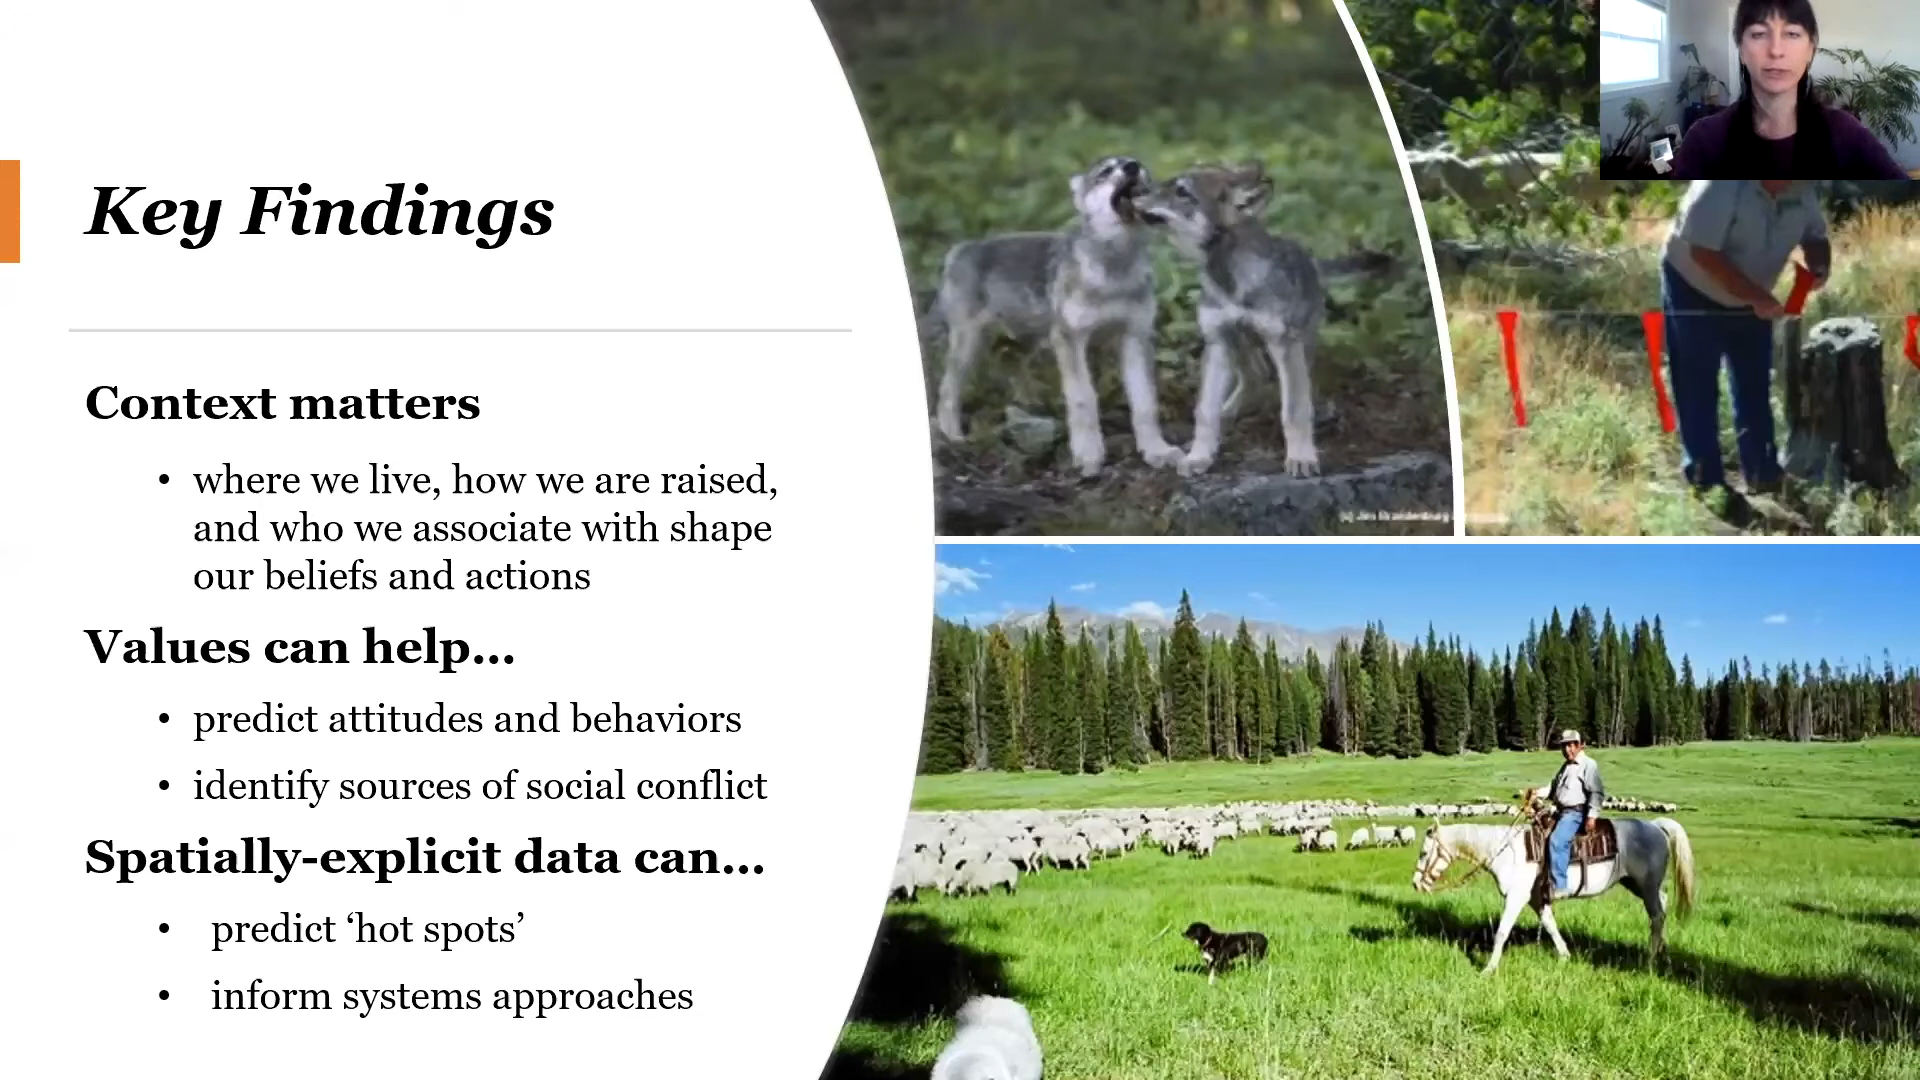 Key Findings
Context matters
• where we live, how we are raised,
and who we associate with shape
our beliefs and actions
Values can help...
• predict attitudes and behaviors
• identify sources of social conflict
Spatially-explicit data can...
• predict ‘hot spots’
• inform systems approaches
(c) Jim Brandenburg